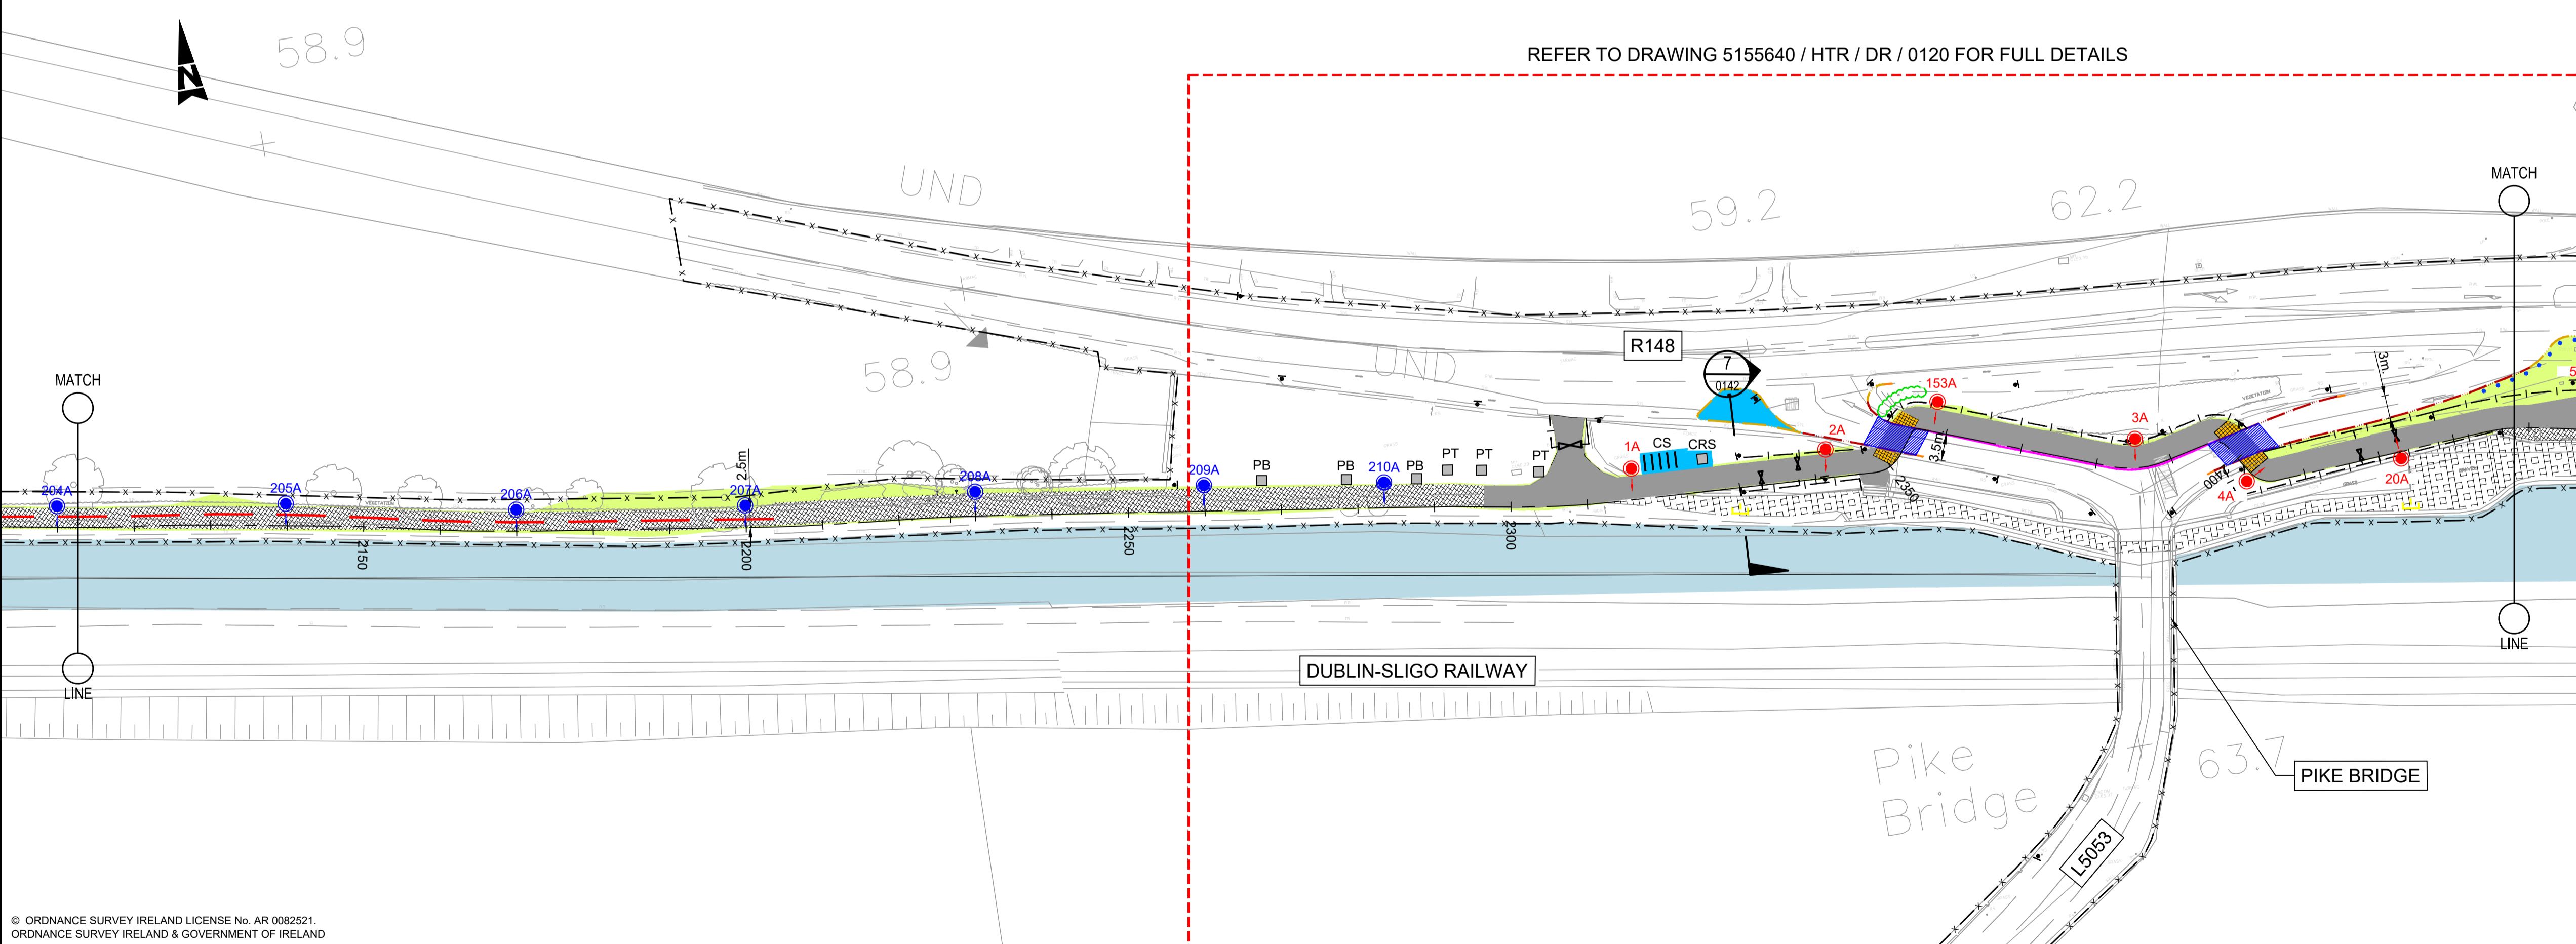 REFER TO DRAWING 5155640 / HTR / DR / 0120 FOR FULL DETAILS
N
58.9
UND
59.2
62.2
MATCH
R148
7
0142
58.9
UND
MATCH
3m
153A
3A
2A
1A
CS
CRS
3.5m
20A
4A
2400
2350
VEGETATION
GRASS
PT
PT
PT
PB
PB
PB
210A
209A
208A
2.5m
207A
206A
205A
204A
VEGETATION
2150
2200
2250
2300
5
LINE
LINE
DUBLIN-SLIGO RAILWAY
Pike
Bridge
63.7
PIKE BRIDGE
L5053
© ORDNANCE SURVEY IRELAND LICENSE No. AR 0082521.
ORDNANCE SURVEY IRELAND & GOVERNMENT OF IRELAND